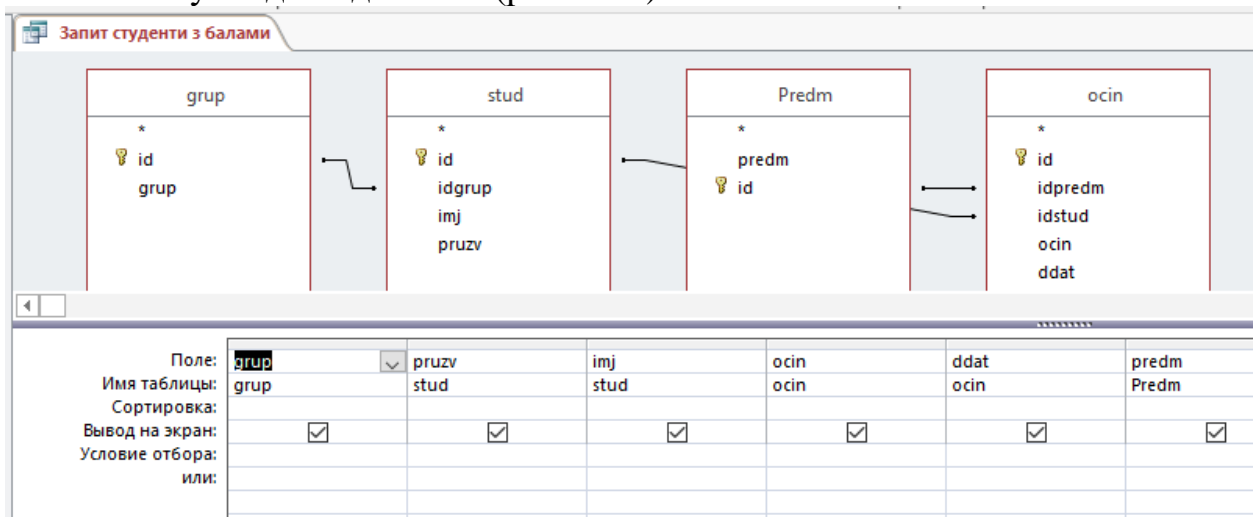 Запит студенти з балами
grup stud Predm ocin
* * * *
id id predm id
grup idgrup id idpredm
imj idstud
pruzv ocin
ddat
Поле: grup pruzv imj ocin ddat predm
Имя таблицы: grup stud stud ocin ocin Predm
Сортировка:
Вывод на экран:
Условие отбора:
или: